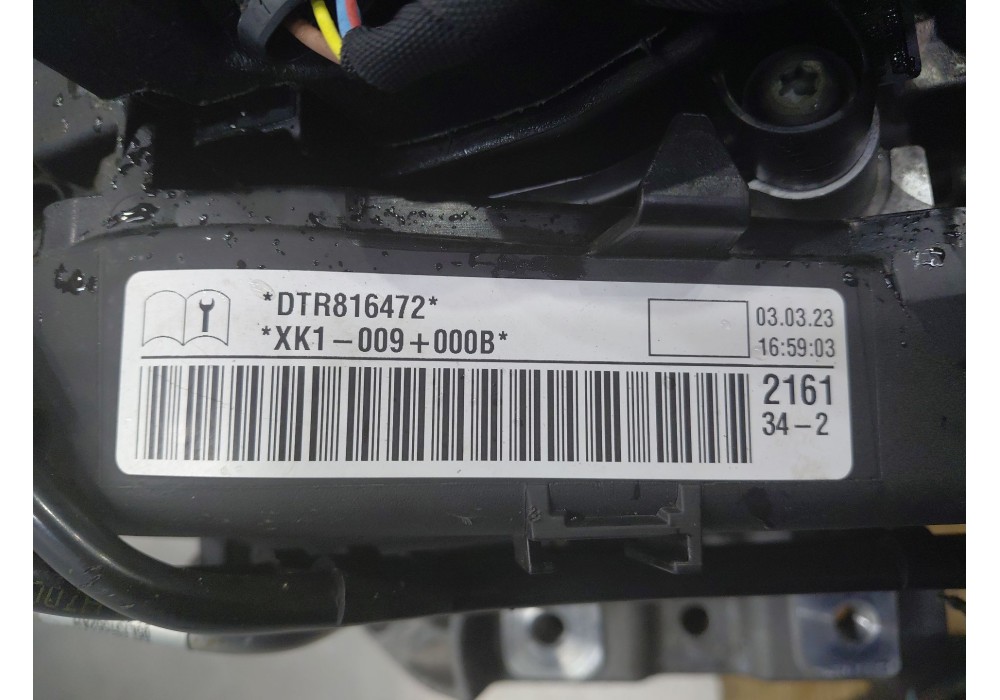 *DTR816472*
*XK1-009+000B*
03.03.23
16:59:03
2161
34-2